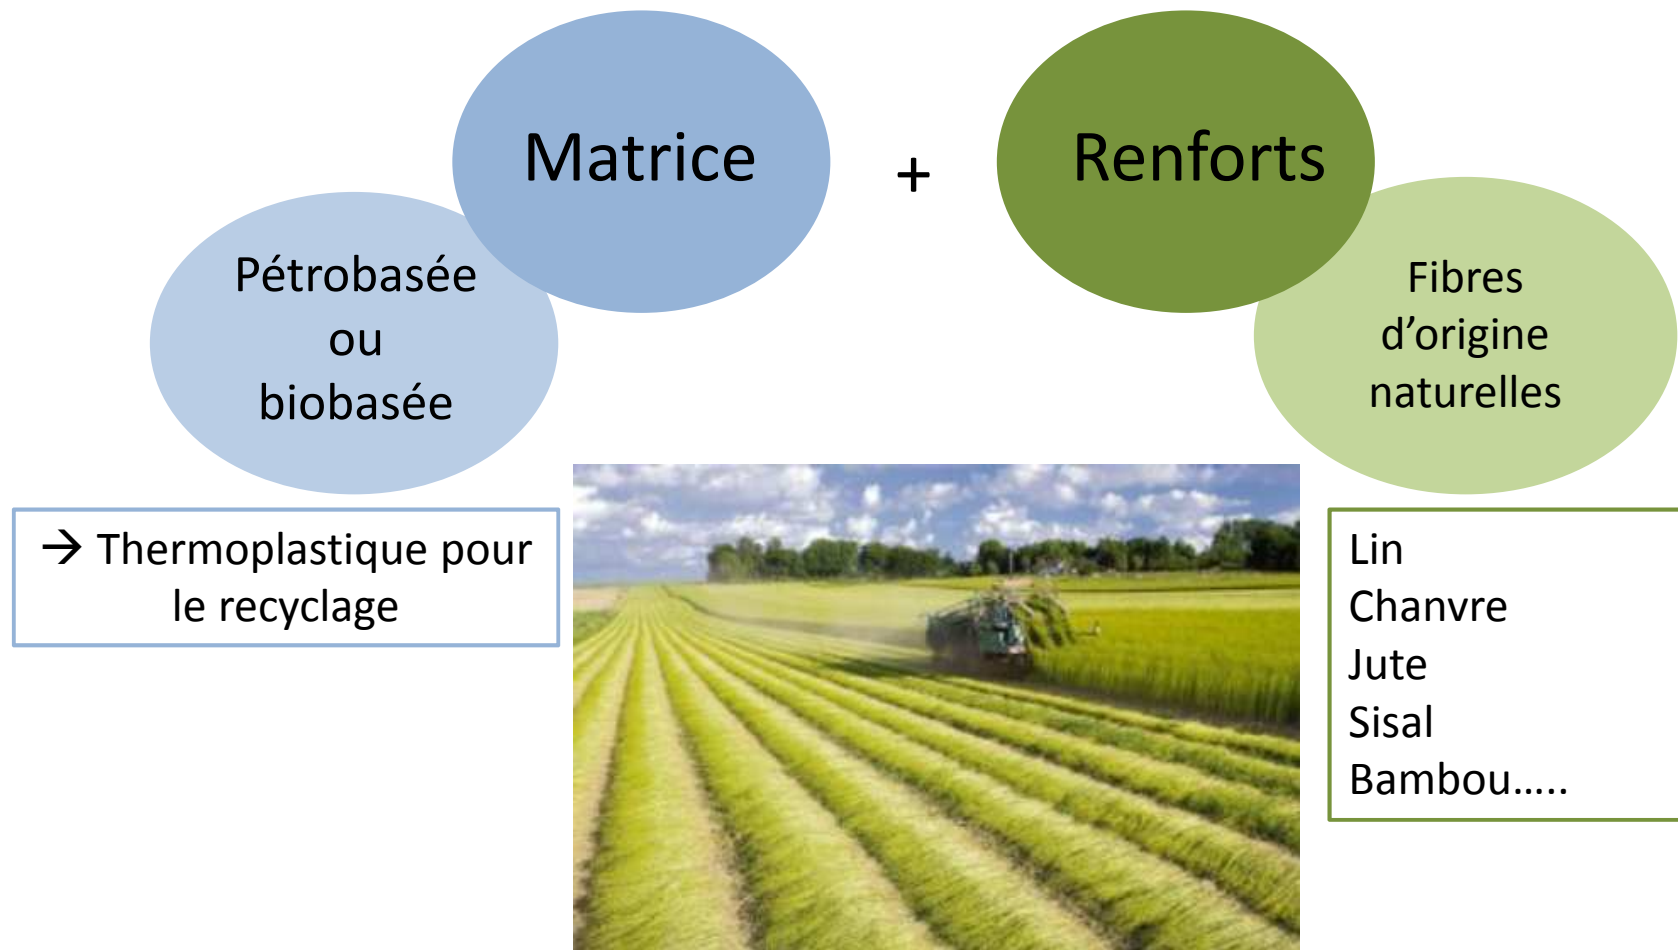 Matrice
+
Renforts
Pétrobasée
ou
biobasée
Fibres
d’origine
naturelles
→ Thermoplastique pour
le recyclage
Lin
Chanvre
Jute
Sisal
Bambou…..